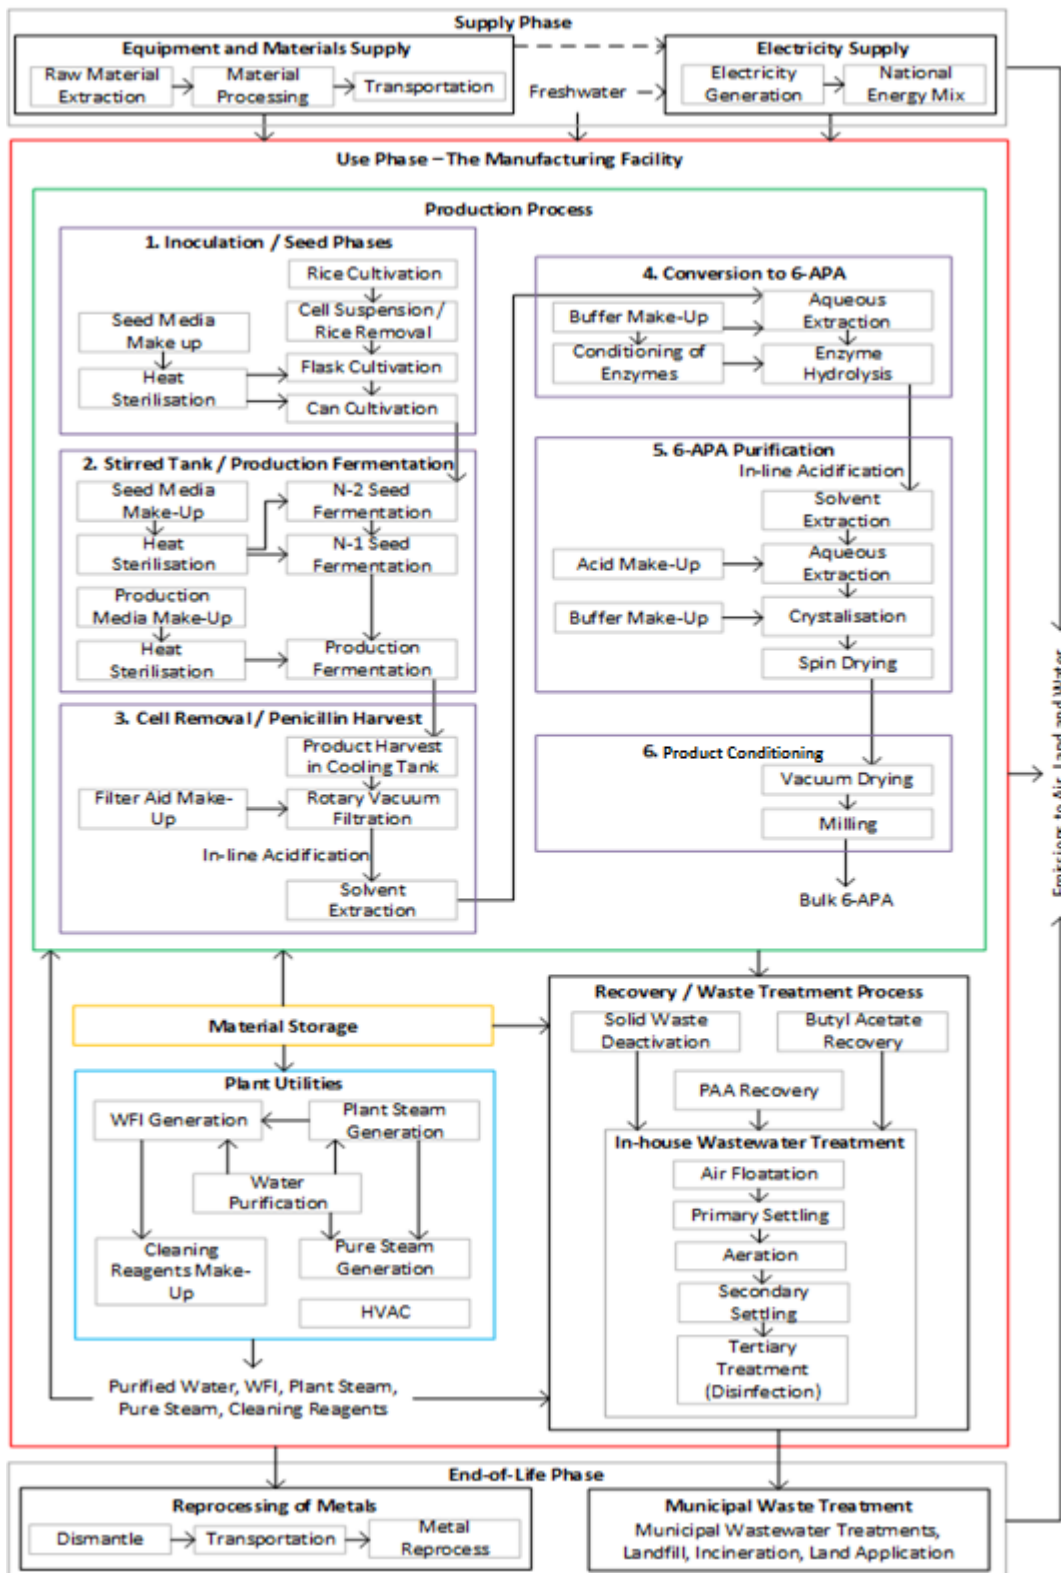 Supply Phase
Equipment and Materials Supply
Raw Material
Extraction
Material
Processing
Transportation
Freshwater
Electricity Supply
Electricity
Generation
National
Energy Mix
Use Phase – The Manufacturing Facility
Production Process
1. Inoculation / Seed Phases
Rice Cultivation
Cell Suspension /
Rice Removal
Seed Media
Make up
Heat
Sterilisation
Flask Cultivation
Can Cultivation
2. Stirred Tank / Production Fermentation
Seed Media
Make-Up
N-2 Seed
Fermentation
Heat
Sterilisation
N-1 Seed
Fermentation
Production
Media Make-Up
Heat
Sterilisation
Production
Fermentation
3. Cell Removal / Penicillin Harvest
Product Harvest
in Cooling Tank
Filter Aid Make-
Up
Rotary Vacuum
Filtration
In-line Acidification
Solvent
Extraction
4. Conversion to 6-APA
Buffer Make-Up
Aqueous
Extraction
Conditioning of
Enzymes
Enzyme
Hydrolysis
5. 6-APA Purification
In-line Acidification
Solvent
Extraction
Acid Make-Up
Aqueous
Extraction
Buffer Make-Up
Crystalisation
Spin Drying
6. Product Conditioning
Vacuum Drying
Milling
Bulk 6-APA
Emissions to Air, Land and Water
Material Storage
Plant Utilities
WFI Generation
Plant Steam
Generation
Water
Purification
Cleaning
Reagents Make-
Up
Pure Steam
Generation
HVAC
Purified Water, WFI, Plant Steam,
Pure Steam, Cleaning Reagents
Recovery / Waste Treatment Process
Solid Waste
Deactivation
Butyl Acetate
Recovery
PAA Recovery
In-house Wastewater Treatment
Air Floatation
Primary Settling
Aeration
Secondary
Settling
Tertiary
Treatment
(Disinfection)
End-of-Life Phase
Reprocessing of Metals
Dismantle
Transportation
Metal
Reprocess
Municipal Waste Treatment
Municipal Wastewater Treatments,
Landfill, Incineration, Land Application